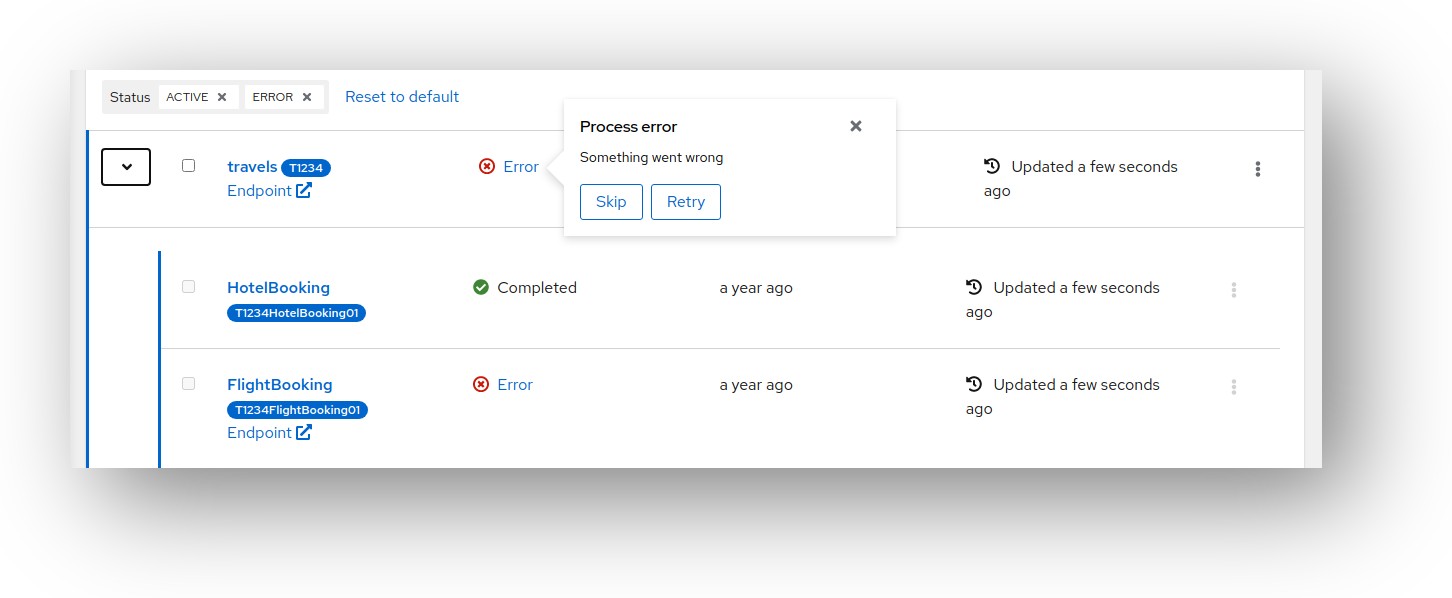 Status ACTIVE ERROR Reset to default
Process error
Something went wrong
Skip Retry
travels T1234 Error Updated a few seconds
ago
Endpoint
HotelBooking Completed a year ago Updated a few seconds
ago
T1234HotelBooking01
FlightBooking Error a year ago Updated a few seconds
ago
T1234FlightBooking01
Endpoint